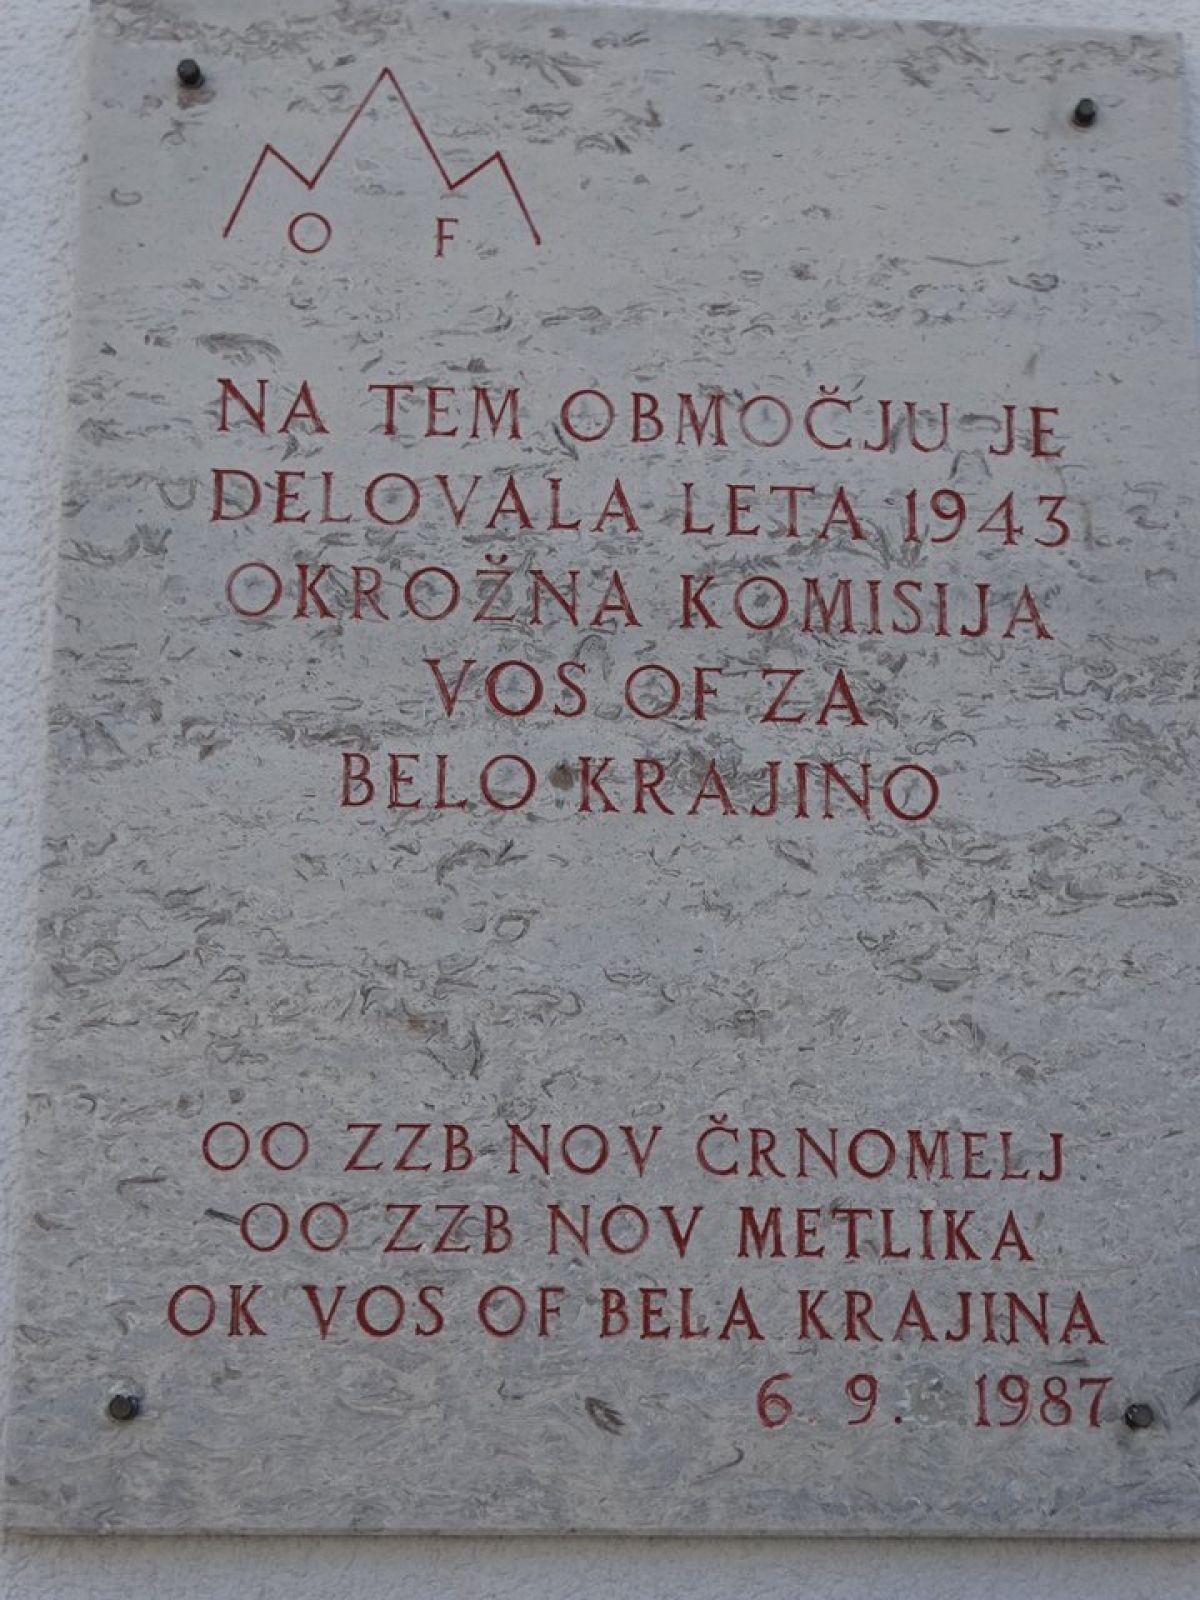 O F
NA TEM OBMOČJU JE
DELOVALA LETA 1943
OKROŽNA KOMISIJA
VOS OF ZA
BELO KRAJINO
OO ZZB NOV ČRNOMELJ
OO ZZB NOV METLIKA
OK VOS OF BELA KRAJINA
6. 9. 1987